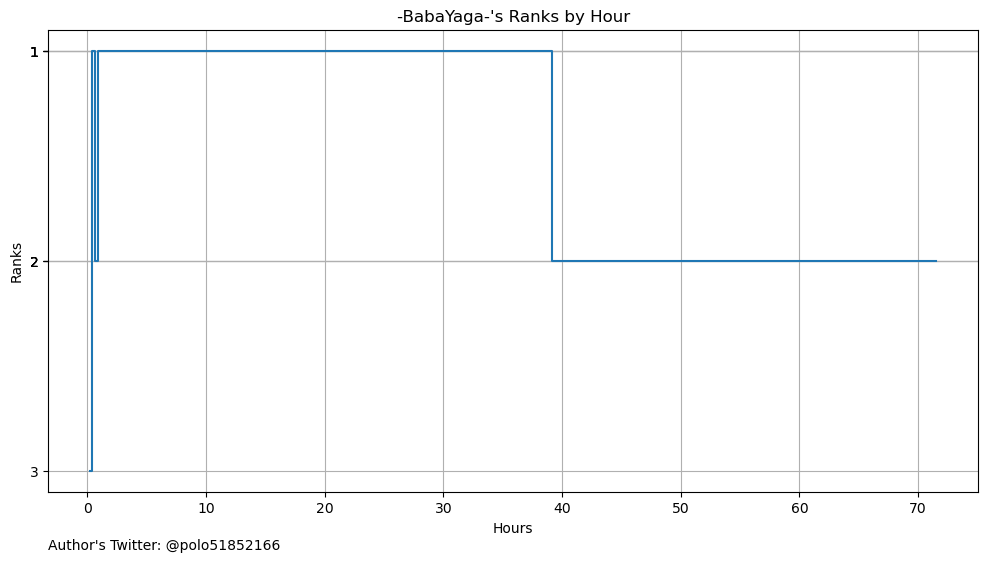 -BabaYaga-'s Ranks by Hour
1
2
3
Ranks
0 10 20 30 40 50 60 70
Hours
Author's Twitter: @polo51852166